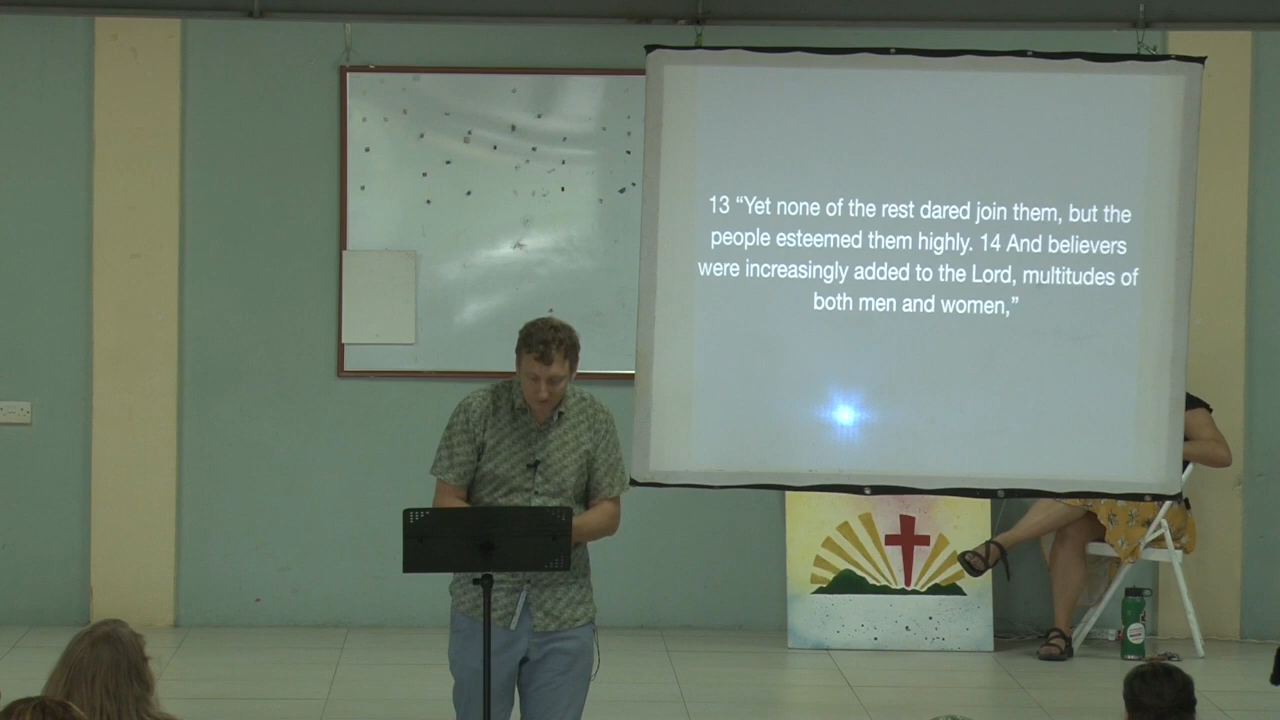 13 “Yet none of the rest dared join them, but the
people esteemed them highly. 14 And believers
were increasingly added to the Lord, multitudes of
both men and women,”